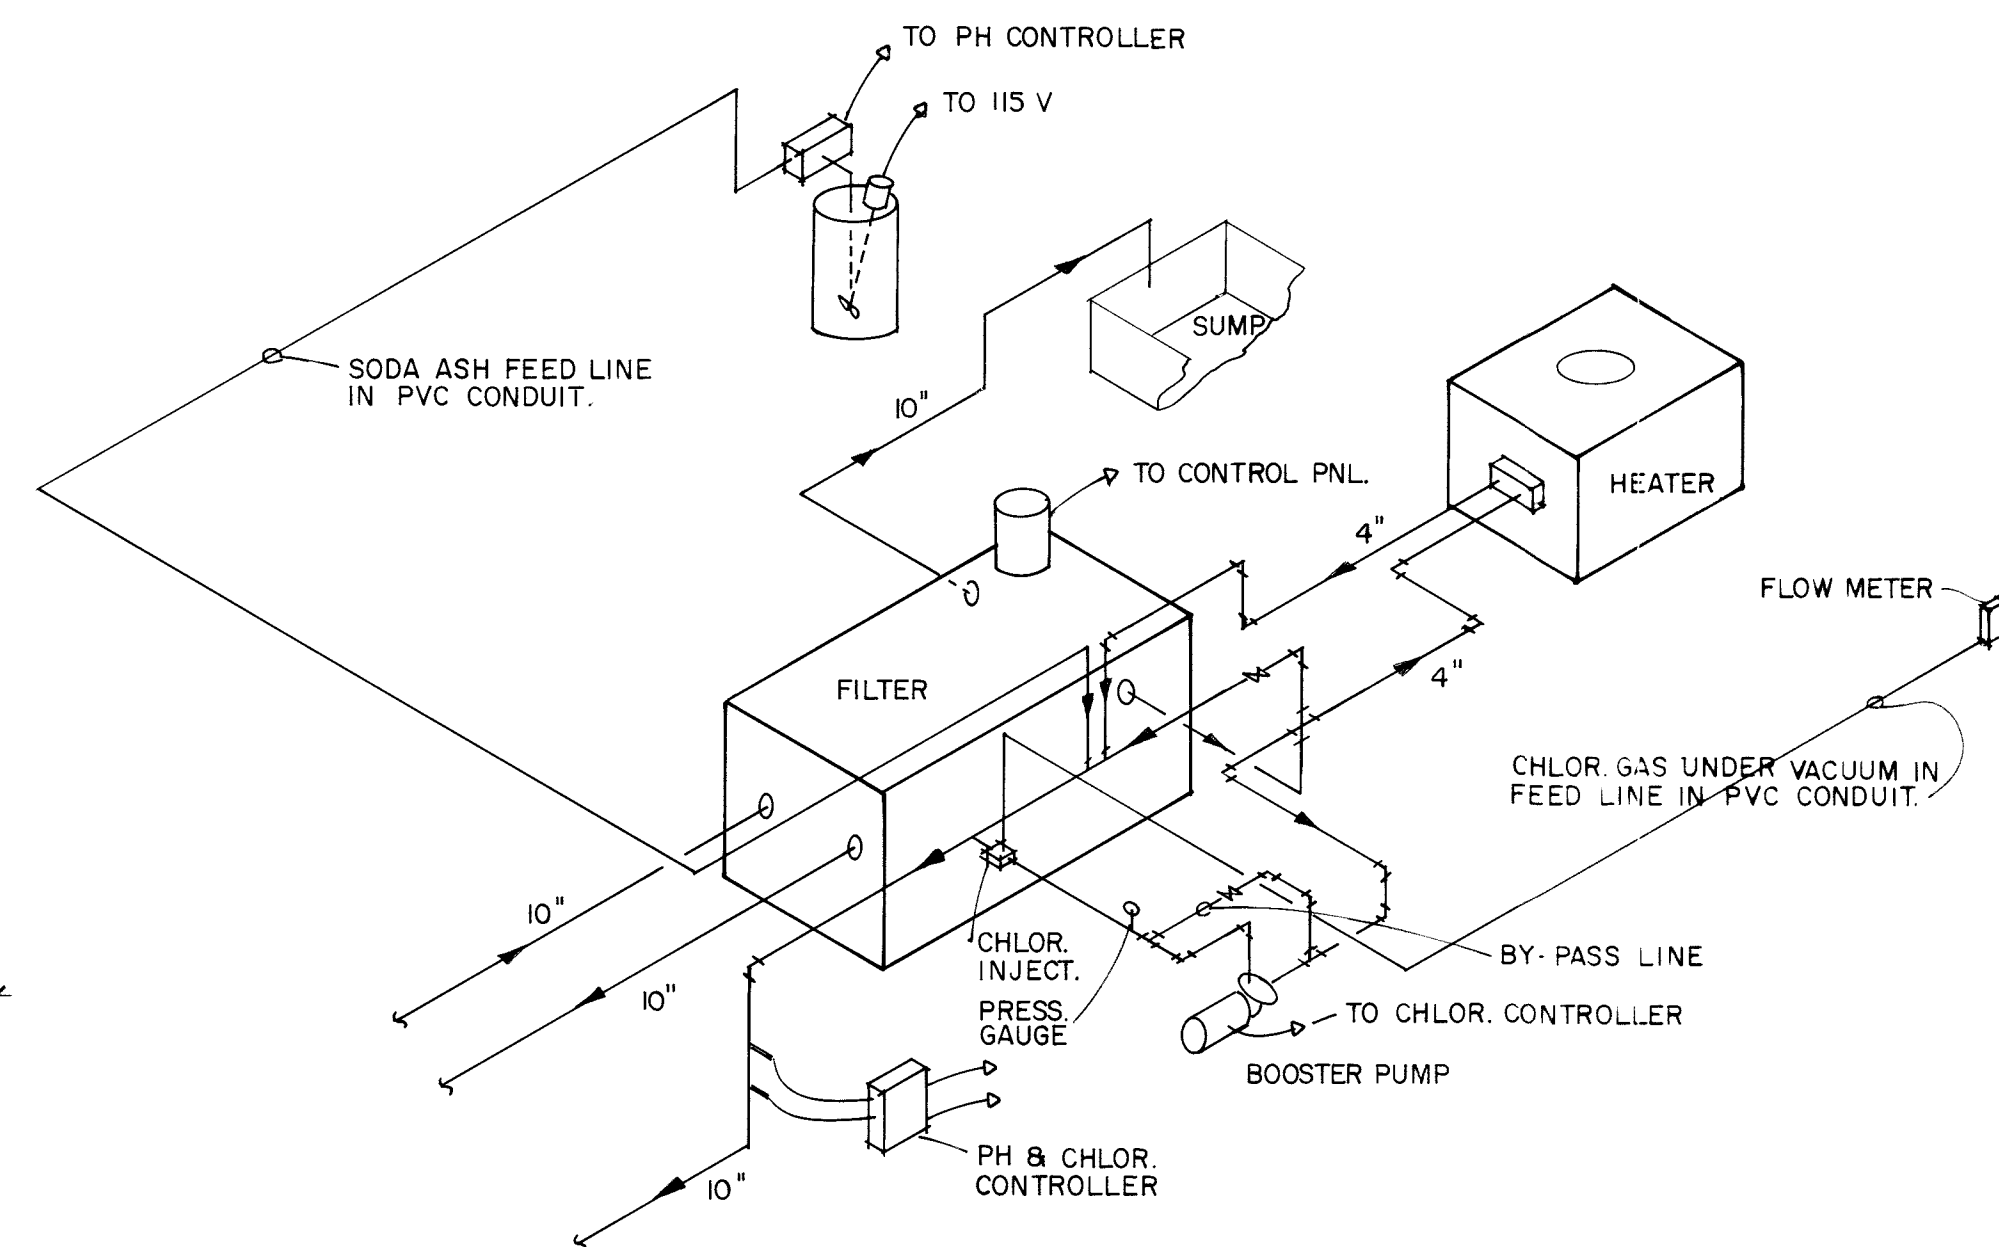 TO PH CONTROLLER
TO 115 V
SODA ASH FEED LINE
IN PVC CONDUIT.
SUMP
10"
TO CONTROL PNL.
HEATER
4"
FLOW METER
FILTER
4"
CHLOR. GAS UNDER VACUUM IN
FEED LINE IN PVC CONDUIT.
10"
10"
CHLOR.
INJECT.
BY-PASS LINE
PRESS.
GAUGE
TO CHLOR. CONTROLLER
BOOSTER PUMP
PH & CHLOR.
CONTROLLER
10"